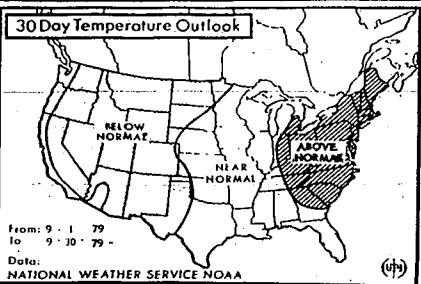 30 Day Temperature Outlook
BELOW
NORMAL
NEAR
NORMAL
ABOVE
NORMAL
From: 9 - 1 79
To 9 - 30 - 79 -
Data:
NATIONAL WEATHER SERVICE NOAA
UPI